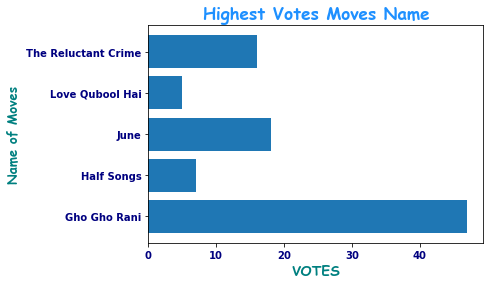 Highest Votes Moves Name
Name of Moves
The Reluctant Crime
Love Qubool Hai
June
Half Songs
Gho Gho Rani
0 10 20 30 40
VOTES